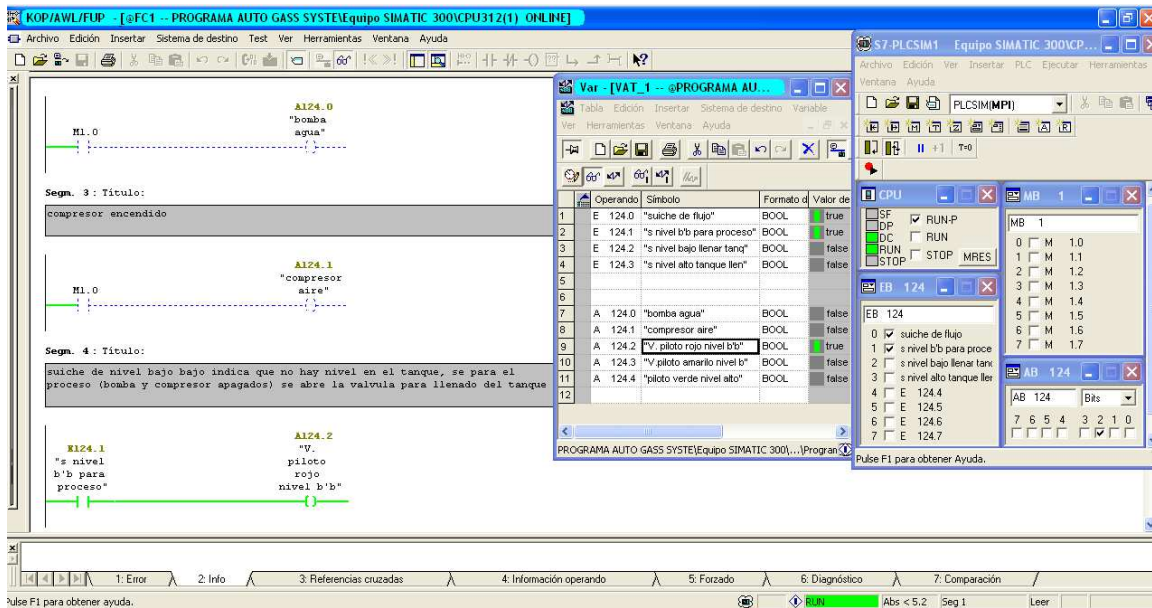 KOP/AWL/FUP - [@FC1 -- PROGRAMA AUTO GASS SYSTE\Equipo SIMATIC 300\CPU312(1) ONLINE]
Archivo Edición Insertar Sistema de destino Test Ver Herramientas Ventana Ayuda
A124.0
"bomba
agua"
M1.0
Segm. 3 : Título:
compresor encendido
A124.1
"compresor
aire"
M1.0
Segm. 4 : Título:
suiche de nivel bajo bajo indica que no hay nivel en el tanque, se para el
proceso (bomba y compresor apagados) se abre la valvula para llenado del tanque
A124.2
"V.
piloto
rojo
nivel b'b"
E124.1
"s nivel
b'b para
proceso"
Var - [VAT_1 -- @PROGRAMA AU...
Tabla Edición Insertar Sistema de destino Variable
Ver Herramientas Ventana Ayuda
Operando Símbolo Formato d Valor de
1 E 124.0 "suiche de flujo" BOOL true
2 E 124.1 "s nivel b'b para proceso" BOOL true
3 E 124.2 "s nivel bajo llenar tanq" BOOL false
4 E 124.3 "s nivel alto tanque llen" BOOL false
5
6
7 A 124.0 "bomba agua" BOOL false
8 A 124.1 "compresor aire" BOOL false
9 A 124.2 "V. piloto rojo nivel b'b" BOOL true
10 A 124.3 "V.piloto amarilo nivel b" BOOL false
11 A 124.4 "piloto verde nivel alto" BOOL false
12
PROGRAMA AUTO GASS SYSTE\Equipo SIMATIC 300\...\Progran
S7-PLCSIM1 Equipo SIMATIC 300\CP...
Archivo Edición Ver Insertar PLC Ejecutar Herramientas
Ventana Ayuda
PLCSIM(MPI)
+1 T=0
CPU
SF
DP
DC
RUN
STOP
RUN-P
RUN
STOP MRES
MB 1
MB 1
0 M 1.0
1 M 1.1
2 M 1.2
3 M 1.3
4 M 1.4
5 M 1.5
6 M 1.6
7 M 1.7
EB 124
EB 124
0 suiche de flujo
1 s nivel b'b para proce
2 s nivel bajo llenar tanc
3 s nivel alto tanque ller
4 E 124.4
5 E 124.5
6 E 124.6
7 E 124.7
AB 124
AB 124 Bits
7 6 5 4 3 2 1 0
Pulse F1 para obtener Ayuda.
1: Error 2: Info 3: Referencias cruzadas 4: Información operando 5: Forzado 6: Diagnóstico 7: Comparación
Pulse F1 para obtener ayuda. RUN Abs < 5.2 Seg 1 Leer